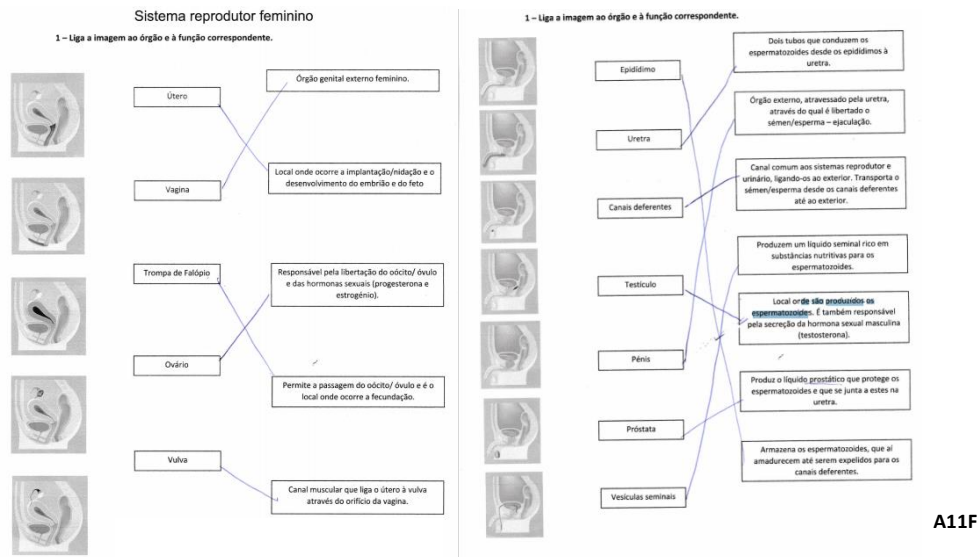 Sistema reprodutor feminino
1 – Liga a imagem ao órgão e à função correspondente.
Útero
Vagina
Trompa de Falópio
Ovário
Vulva
Órgão genital externo feminino.
Local onde ocorre a implantação/nidação e o
desenvolvimento do embrião e do feto
Responsável pela libertação do oócito/ óvulo
e das hormonas sexuais (progesterona e
estrogénio).
Permite a passagem do oócito/ óvulo e é o
local onde ocorre a fecundação.
Canal muscular que liga o útero à vulva
através do orifício da vagina.
1 – Liga a imagem ao órgão e à função correspondente.
Epidídimo
Uretra
Canais deferentes
Testículo
Pénis
Próstata
Vesículas seminais
Dois tubos que conduzem os
espermatozoides desde os epidídimos à
uretra.
Órgão externo, atravessado pela uretra,
através do qual é libertado o
sémen/esperma – ejaculação.
Canal comum aos sistemas reprodutor e
urinário, ligando-os ao exterior. Transporta o
sémen/esperma desde os canais deferentes
até ao exterior.
Produzem um líquido seminal rico em
substâncias nutritivas para os
espermatozoides.
Local onde são produzidos os
espermatozoides. É também responsável
pela secreção da hormona sexual masculina
(testosterona).
Produz o líquido prostático que protege os
espermatozoides e que se junta a estes na
uretra.
Armazena os espermatozoides, que aí
amadurecem até serem expelidos para os
canais deferentes.
A11F